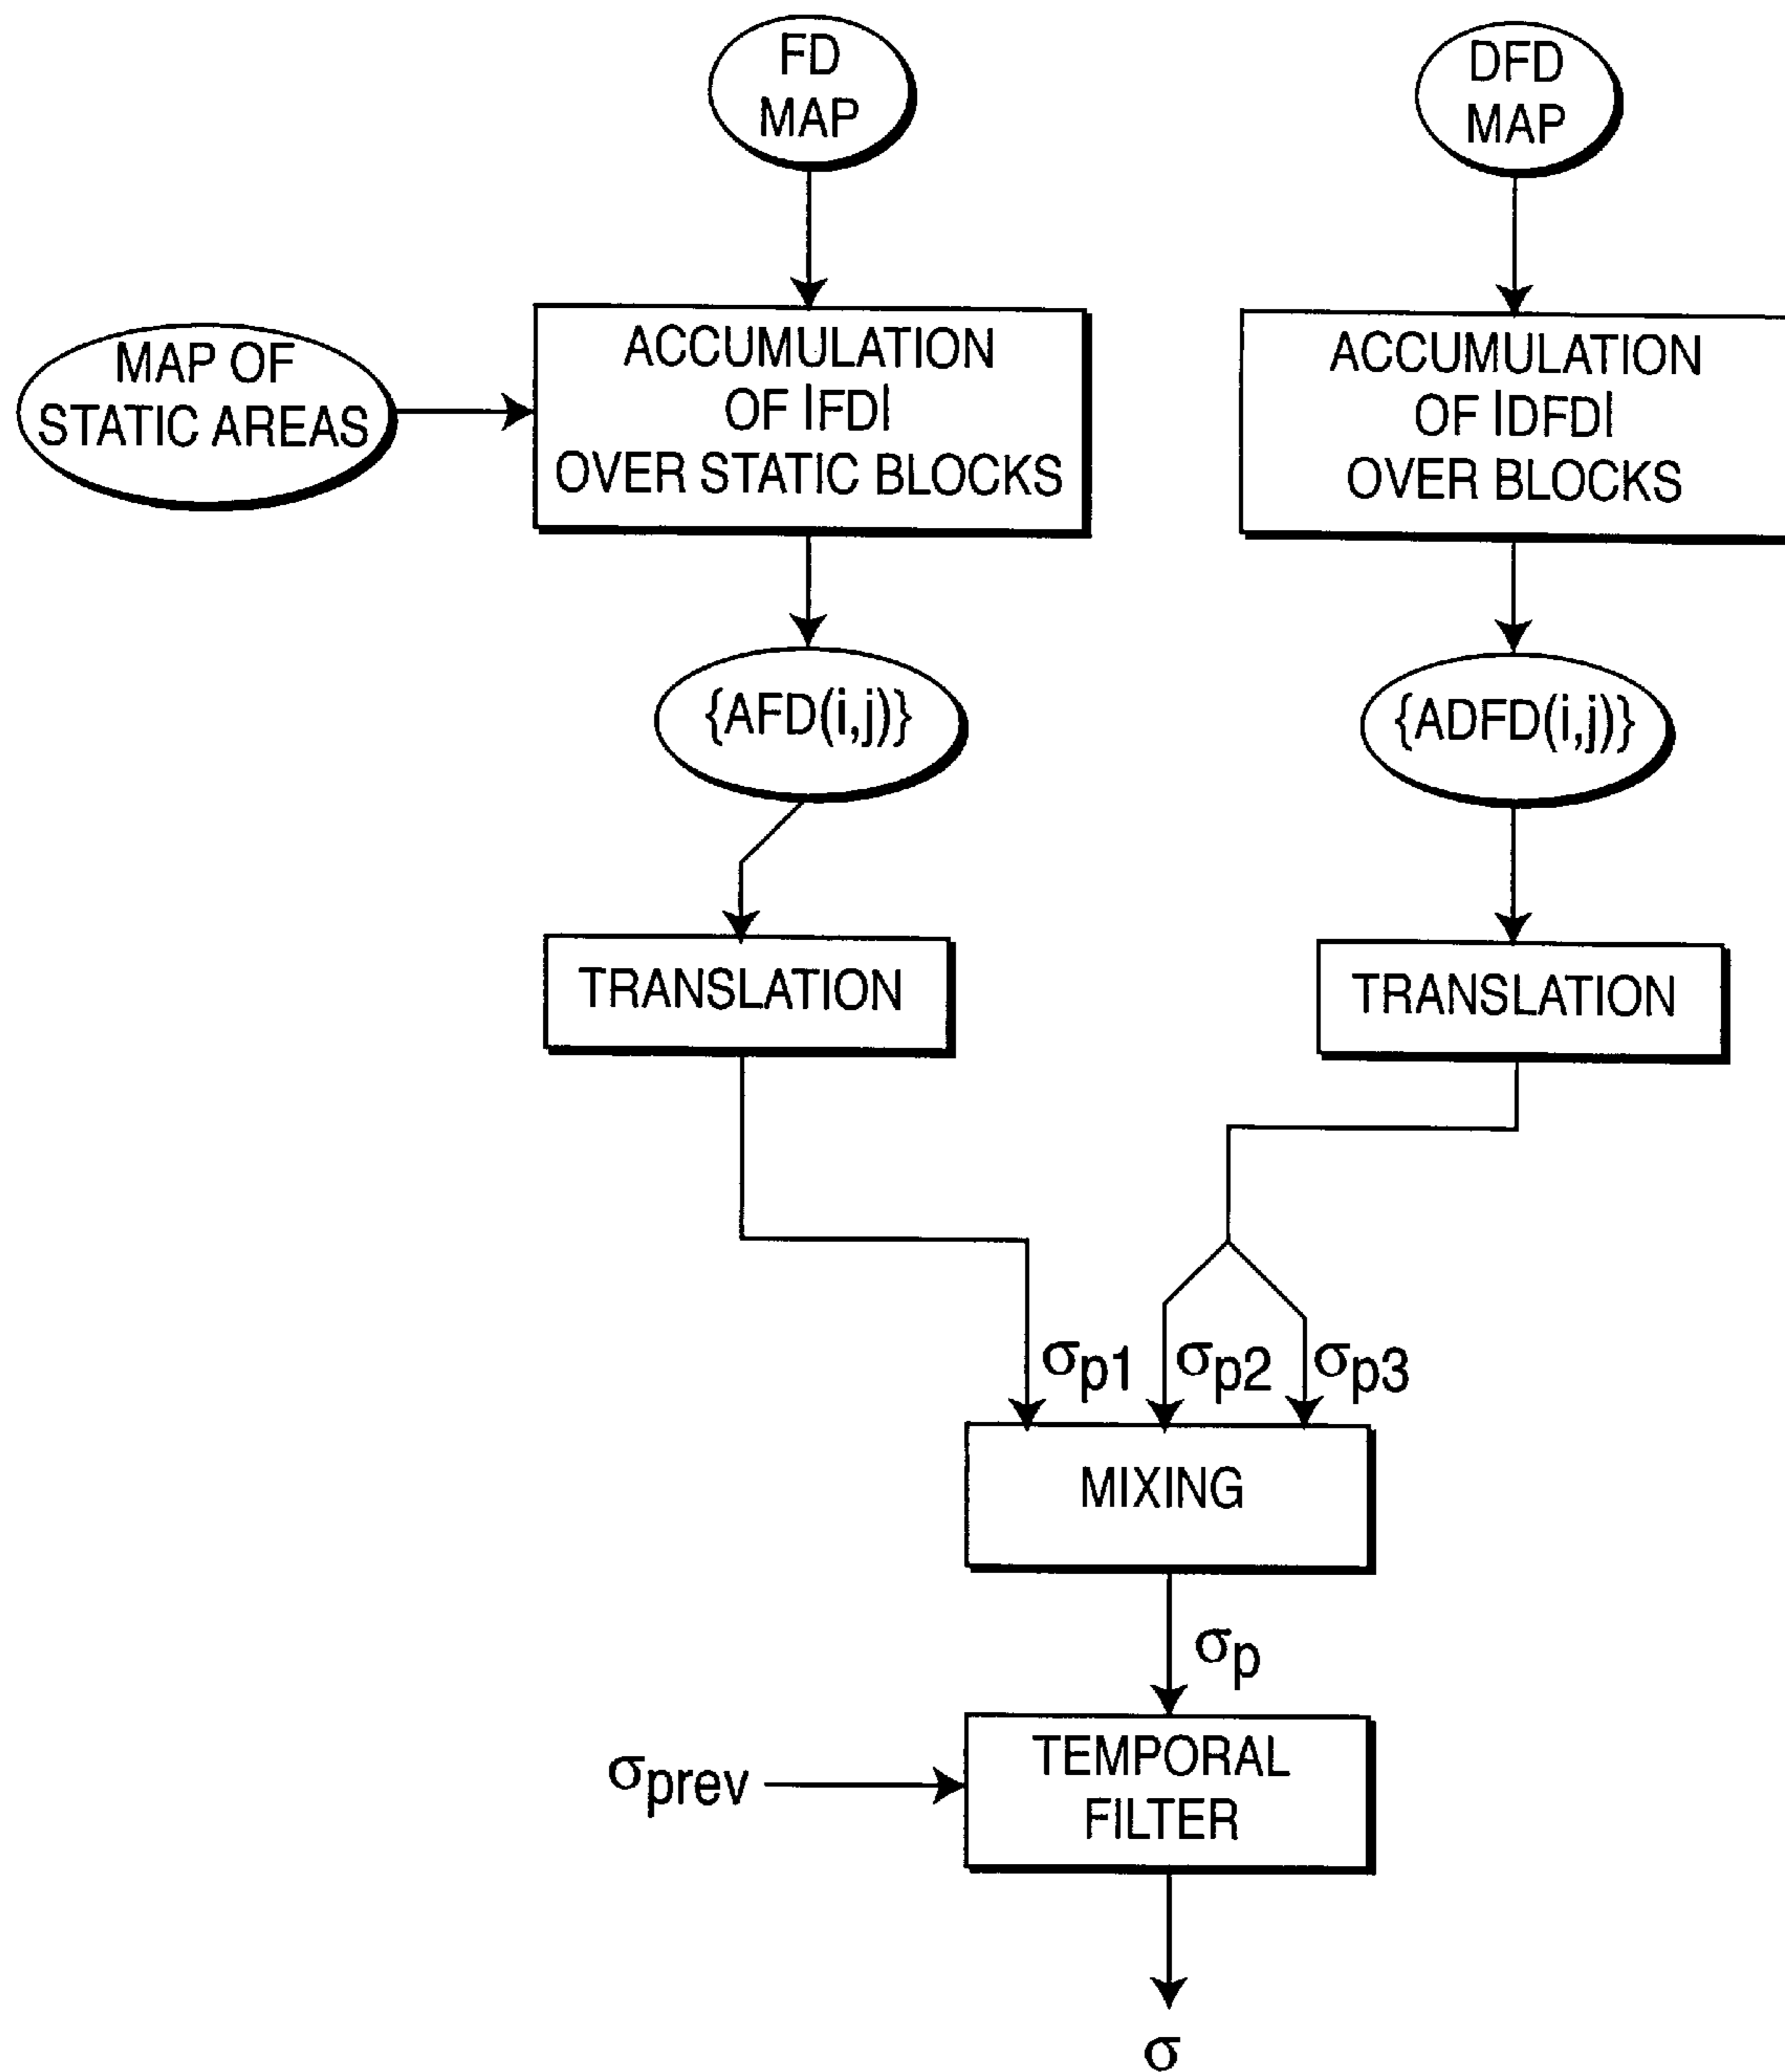 FD
MAP
DFD
MAP
MAP OF
STATIC AREAS
ACCUMULATION
OF |FD|
OVER STATIC BLOCKS
ACCUMULATION
OF |DFD|
OVER BLOCKS
{AFD(i,j)}
{ADFD(i,j)}
TRANSLATION
TRANSLATION
σp1
σp2
σp3
MIXING
σp
σprev
TEMPORAL
FILTER
σ